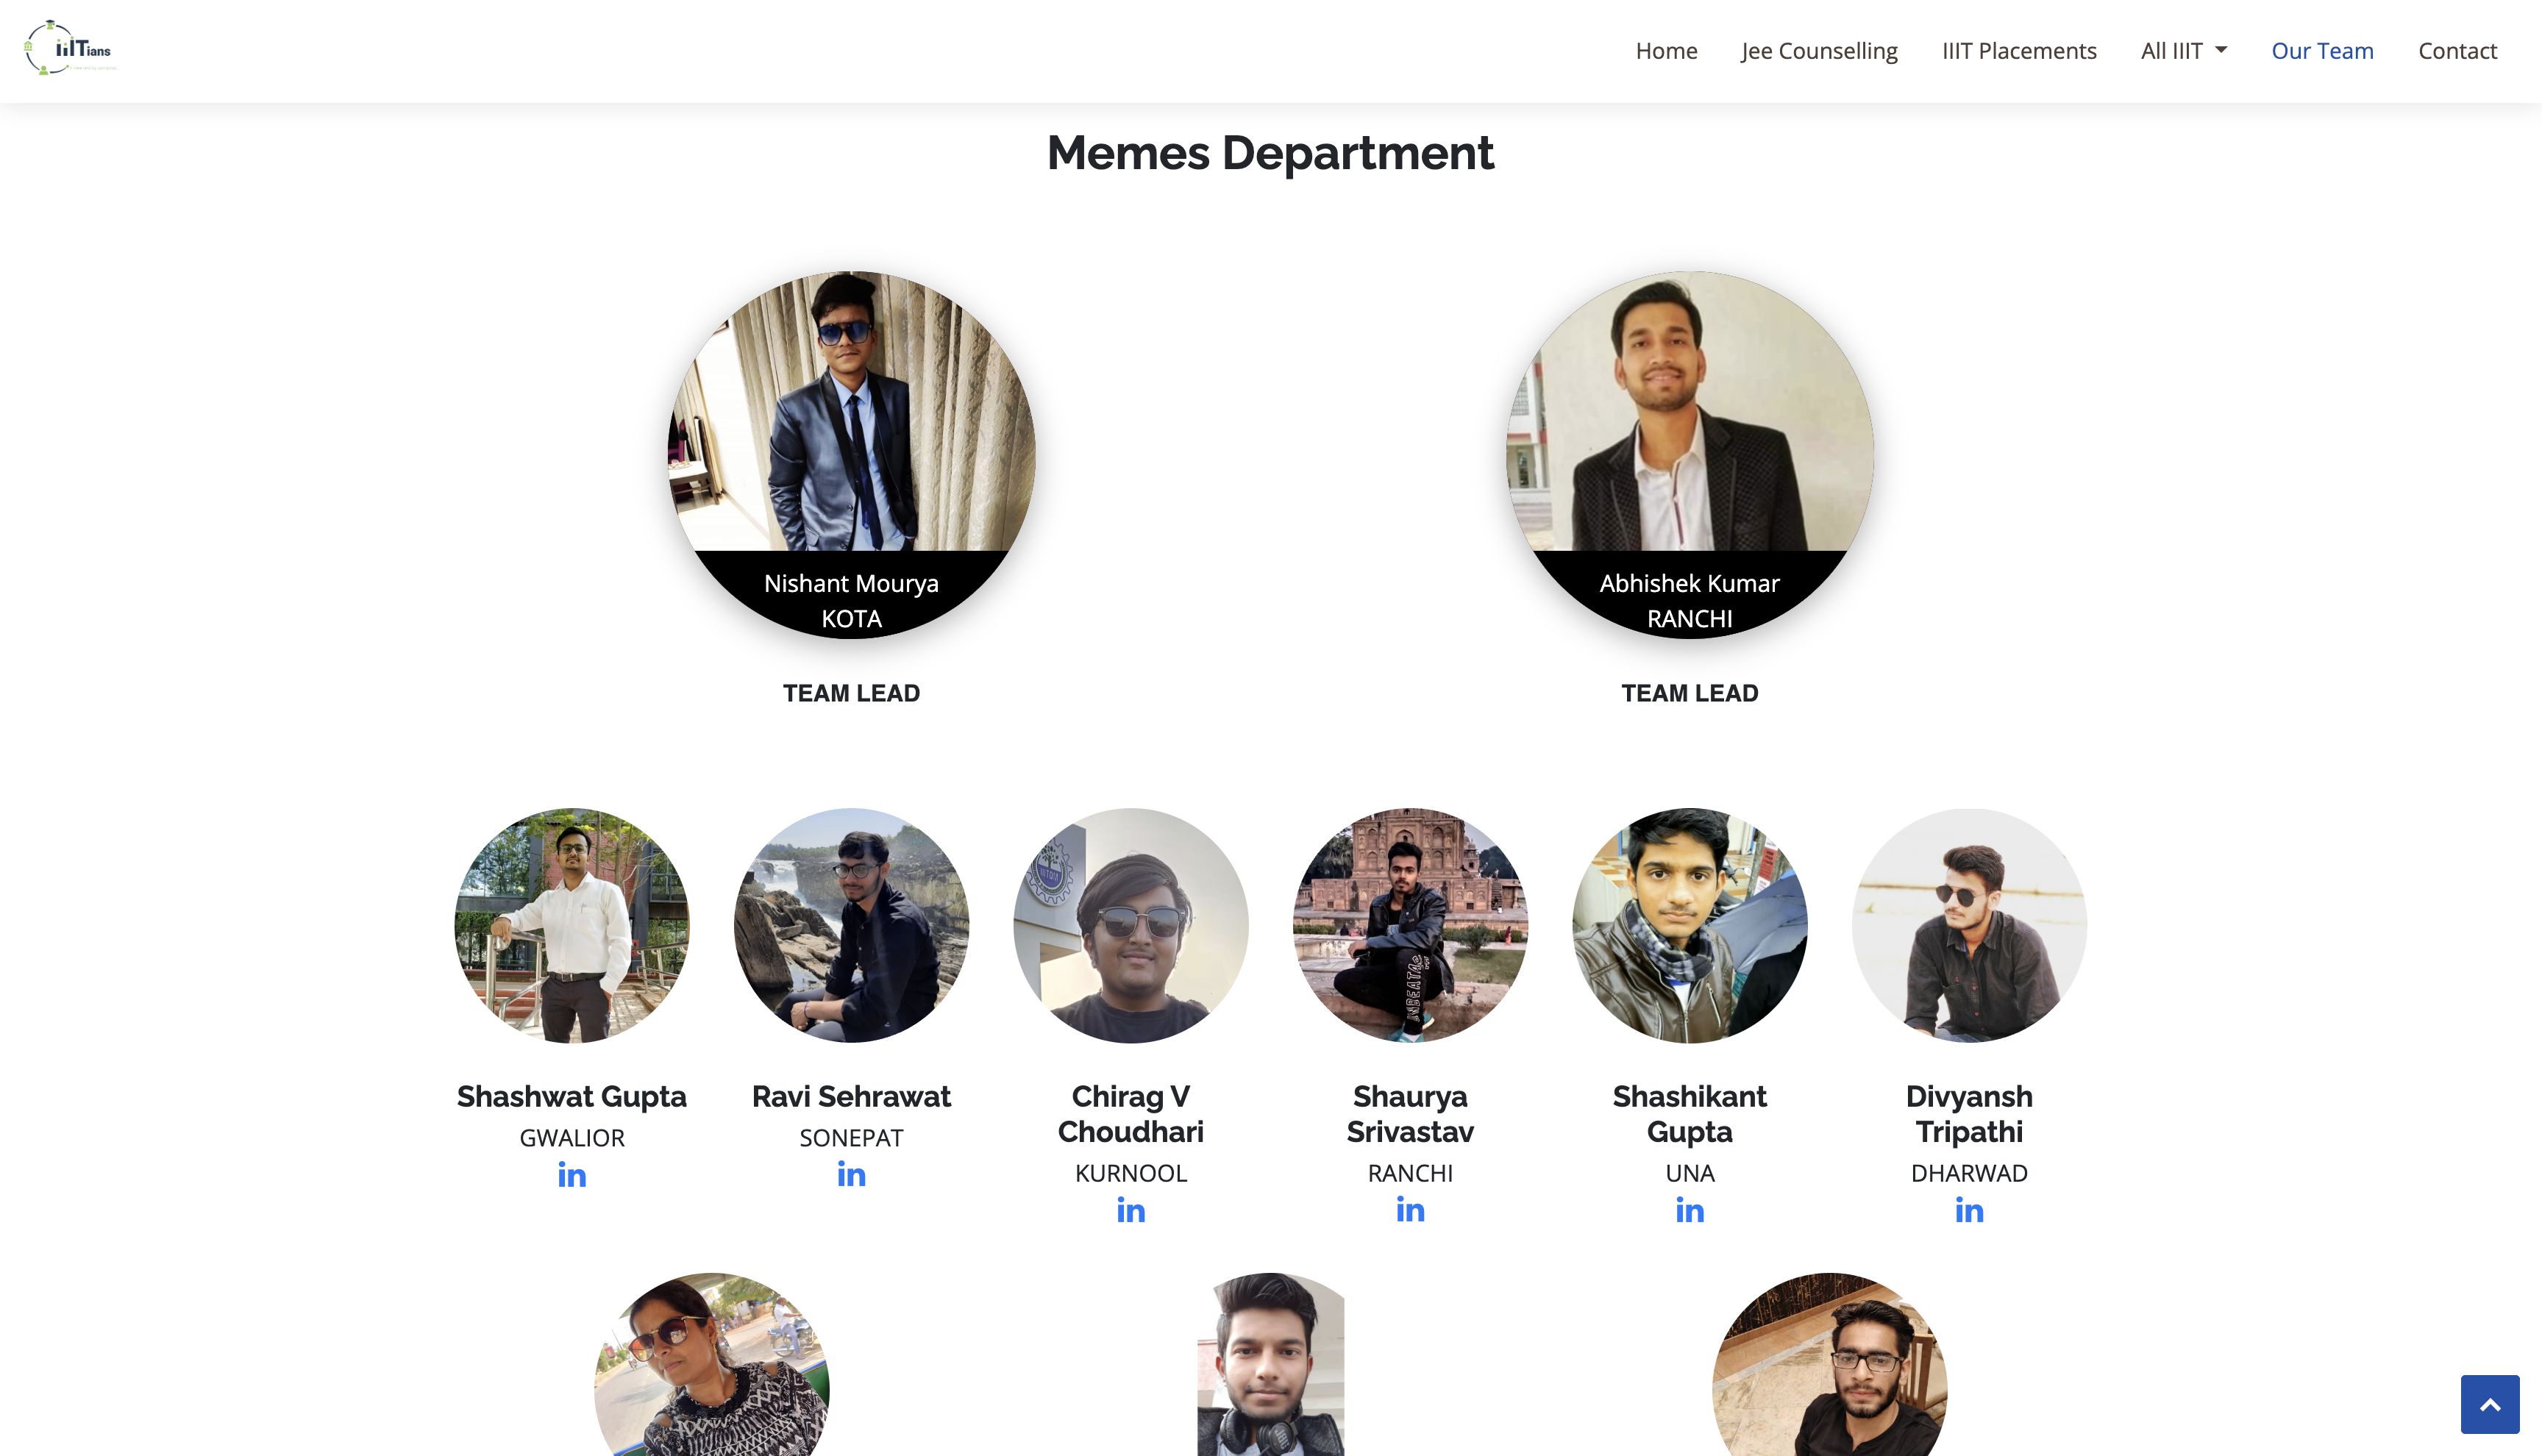 iiITians
Home
Jee Counselling
IIIT Placements
All IIIT
Our Team
Contact
Memes Department
Nishant Mourya
KOTA
Abhishek Kumar
RANCHI
TEAM LEAD
TEAM LEAD
Shashwat Gupta
GWALIOR
in
Ravi Sehrawat
SONEPAT
in
Chirag V
Choudhari
KURNOOL
in
Shaurya
Srivastav
RANCHI
in
Shashikant
Gupta
UNA
in
Divyansh
Tripathi
DHARWAD
in